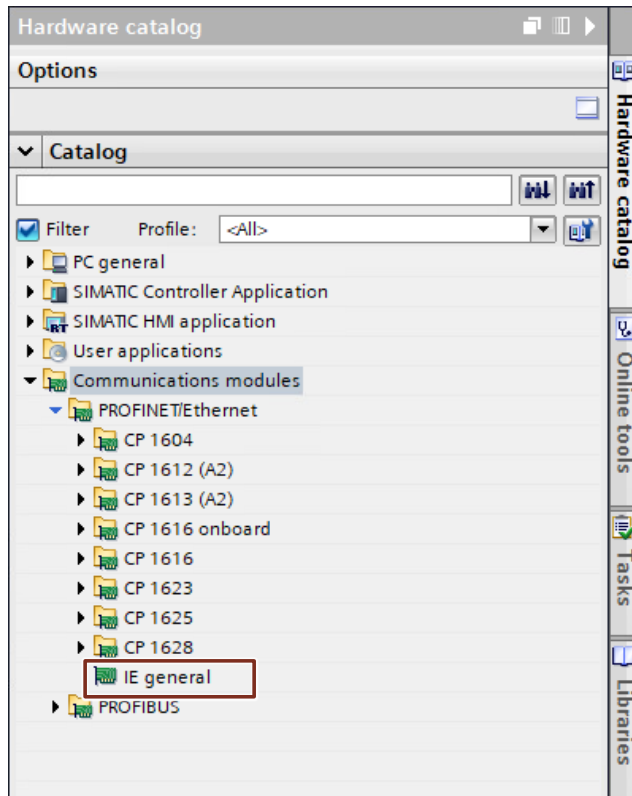 Hardware catalog
Options
Catalog
Filter Profile: <All>
PC general
SIMATIC Controller Application
RT SIMATIC HMI application
User applications
Communications modules
PROFINET/Ethernet
CP 1604
CP 1612 (A2)
CP 1613 (A2)
CP 1616 onboard
CP 1616
CP 1623
CP 1625
CP 1628
IE general
PROFIBUS
Hardware catalog
Online tools
Tasks
Libraries